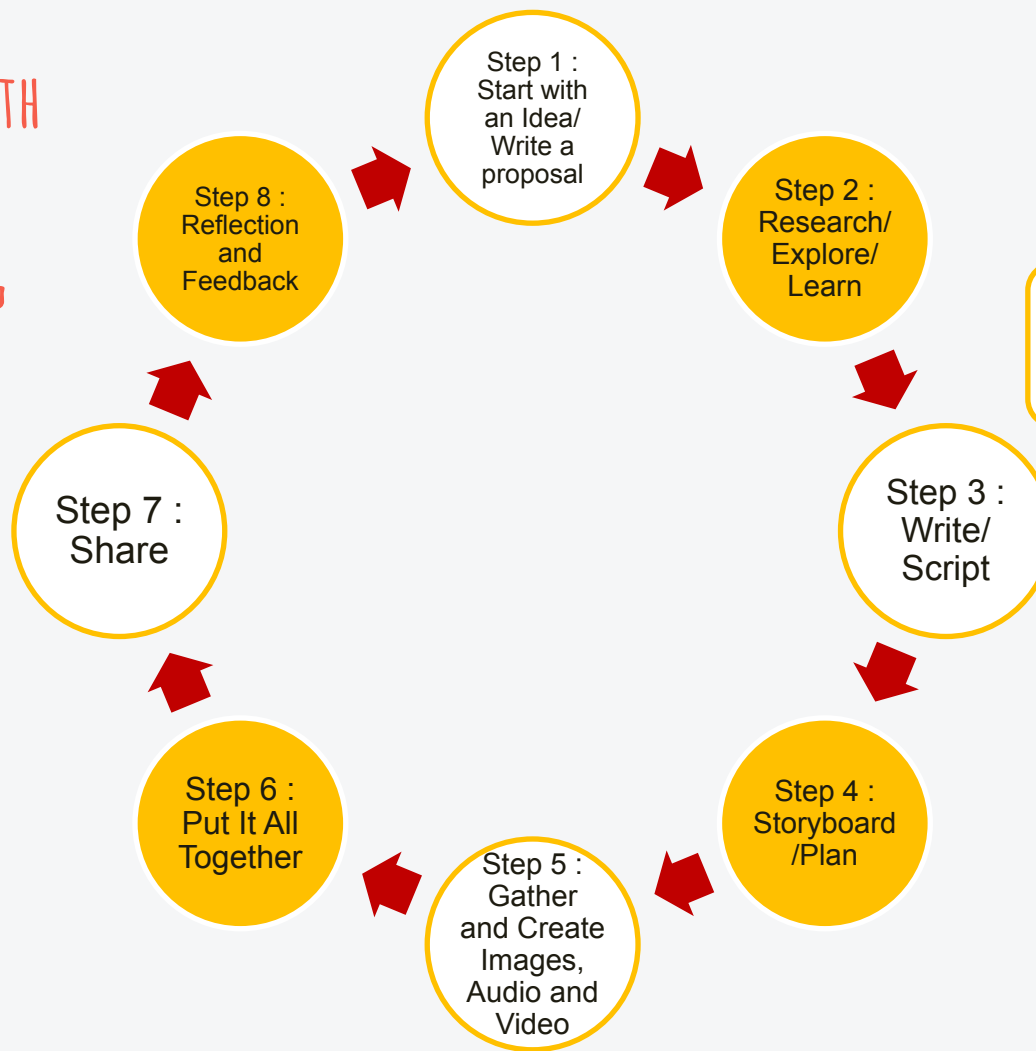 TH
Step 1 :
Start with
an Idea/
Write a
proposal
Step 2 :
Research/
Explore/
Learn
Step 3 :
Write/
Script
Step 4 :
Storyboard
/Plan
Step 5 :
Gather
and Create
Images,
Audio and
Video
Step 6 :
Put It All
Together
Step 7 :
Share
Step 8 :
Reflection
and
Feedback